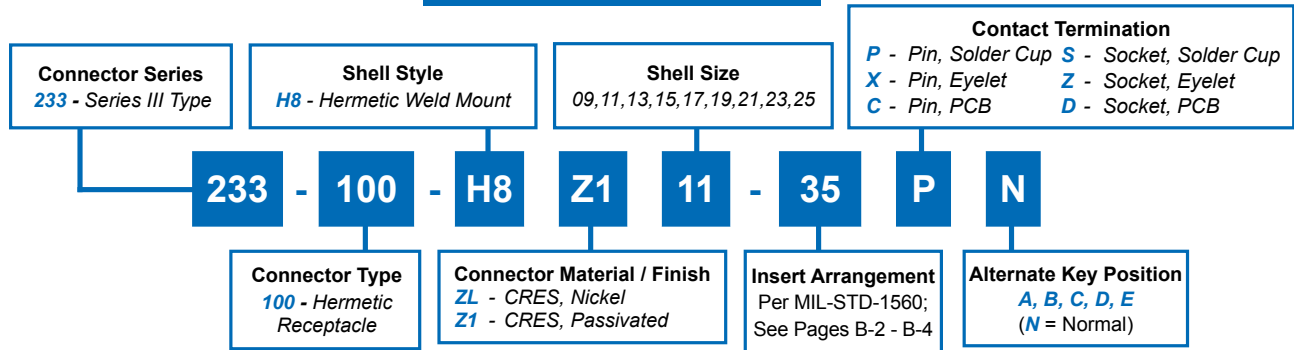 Connector Series
233 - Series III Type
Shell Style
H8 - Hermetic Weld Mount
Shell Size
09,11,13,15,17,19,21,23,25
Contact Termination
P - Pin, Solder Cup S - Socket, Solder Cup
X - Pin, Eyelet Z - Socket, Eyelet
C - Pin, PCB D - Socket, PCB
233 - 100 - H8 Z1 11 - 35 P N
Connector Type
100 - Hermetic
Receptacle
Connector Material / Finish
ZL - CRES, Nickel
Z1 - CRES, Passivated
Insert Arrangement
Per MIL-STD-1560;
See Pages B-2 - B-4
Alternate Key Position
A, B, C, D, E
(N = Normal)